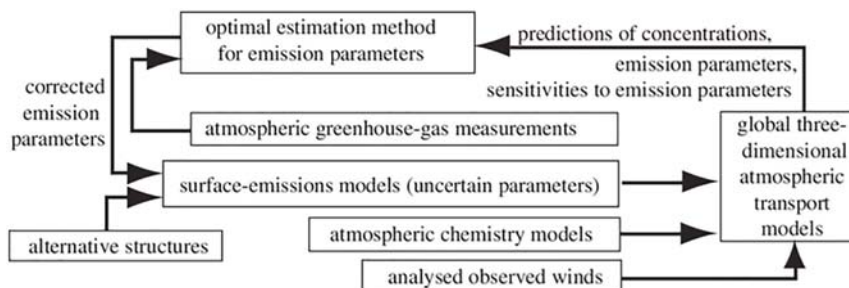 optimal estimation method
for emission parameters
predictions of concentrations,
emission parameters,
sensitivities to emission parameters
corrected
emission
parameters
atmospheric greenhouse-gas measurements
global three-
dimensional
atmospheric
transport
models
surface-emissions models (uncertain parameters)
alternative structures
atmospheric chemistry models
analysed observed winds